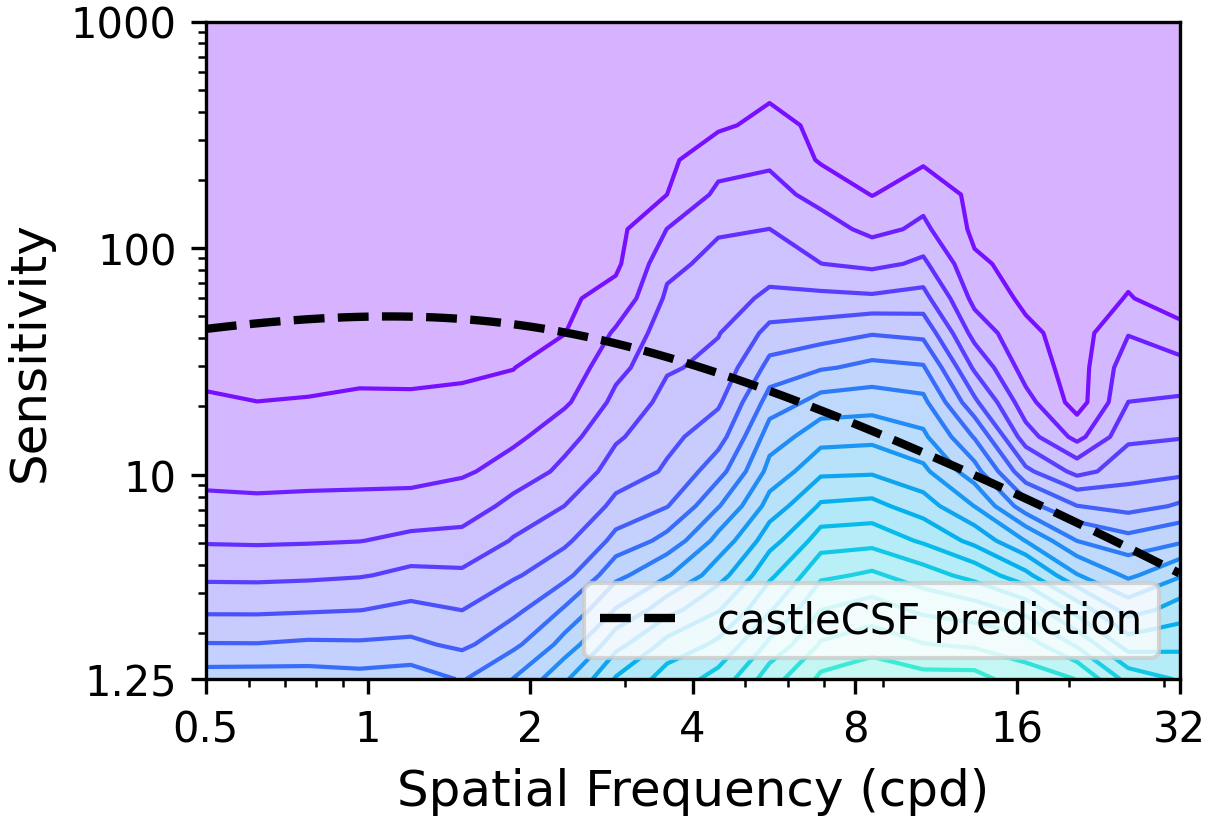 1000
100
10
1.25
Sensitivity
castleCSF prediction
0.5 1 2 4 8 16 32
Spatial Frequency (cpd)